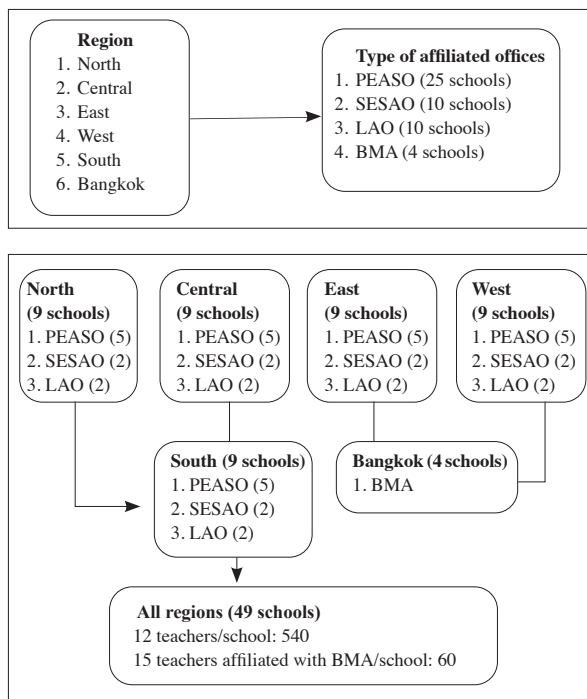 Region
1. North
2. Central
3. East
4. West
5. South
6. Bangkok
Type of affiliated offices
1. PEASO (25 schools)
2. SESAO (10 schools)
3. LAO (10 schools)
4. BMA (4 schools)
North
(9 schools)
1. PEASO (5)
2. SESAO (2)
3. LAO (2)
Central
(9 schools)
1. PEASO (5)
2. SESAO (2)
3. LAO (2)
East
(9 schools)
1. PEASO (5)
2. SESAO (2)
3. LAO (2)
West
(9 schools)
1. PEASO (5)
2. SESAO (2)
3. LAO (2)
South (9 schools)
1. PEASO (5)
2. SESAO (2)
3. LAO (2)
Bangkok (4 schools)
1. BMA
All regions (49 schools)
12 teachers/school: 540
15 teachers affiliated with BMA/school: 60